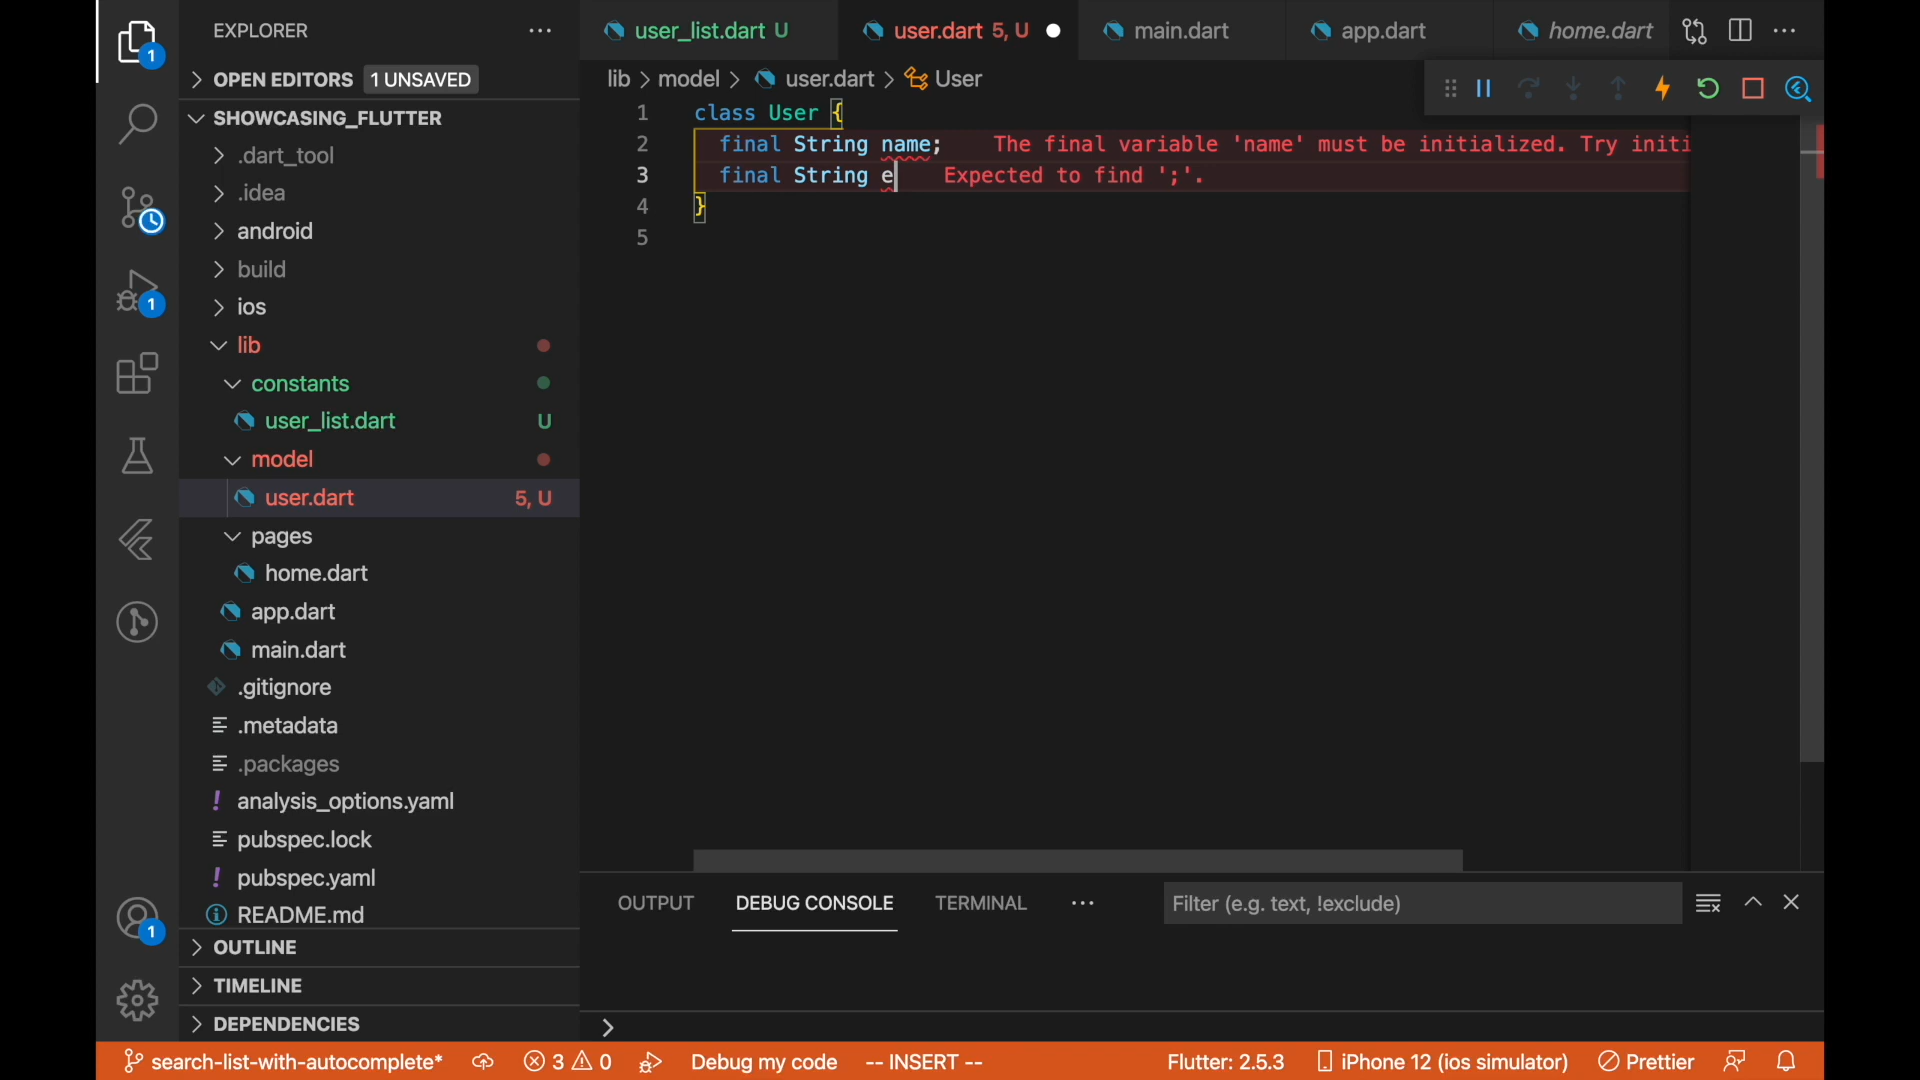 EXPLORER
OPEN EDITORS 1 UNSAVED
SHOWCASING_FLUTTER
.dart_tool
.idea
android
build
ios
lib
constants
user_list.dart U
model
user.dart 5, U
pages
home.dart
app.dart
main.dart
.gitignore
.metadata
.packages
analysis_options.yaml
pubspec.lock
pubspec.yaml
README.md
OUTLINE
TIMELINE
DEPENDENCIES
1
1
1
user_list.dart U user.dart 5, U main.dart app.dart home.dart
lib > model > user.dart > User
1 class User {
2 final String name; The final variable 'name' must be initialized. Try initi
3 final String e Expected to find ';'.
4 }
5
OUTPUT DEBUG CONSOLE TERMINAL Filter (e.g. text, !exclude)
search-list-with-autocomplete* 3 0 Debug my code -- INSERT -- Flutter: 2.5.3 iPhone 12 (ios simulator) Prettier